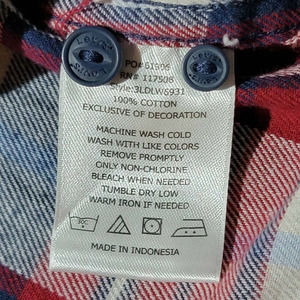 PO#61996
RN# 117508
Style:3LDLWS931
100% COTTON
EXCLUSIVE OF DECORATION
MACHINE WASH COLD
WASH WITH LIKE COLORS
REMOVE PROMPTLY
ONLY NON-CHLORINE
BLEACH WHEN NEEDED
TUMBLE DRY LOW
WARM IRON IF NEEDED
MADE IN INDONESIA